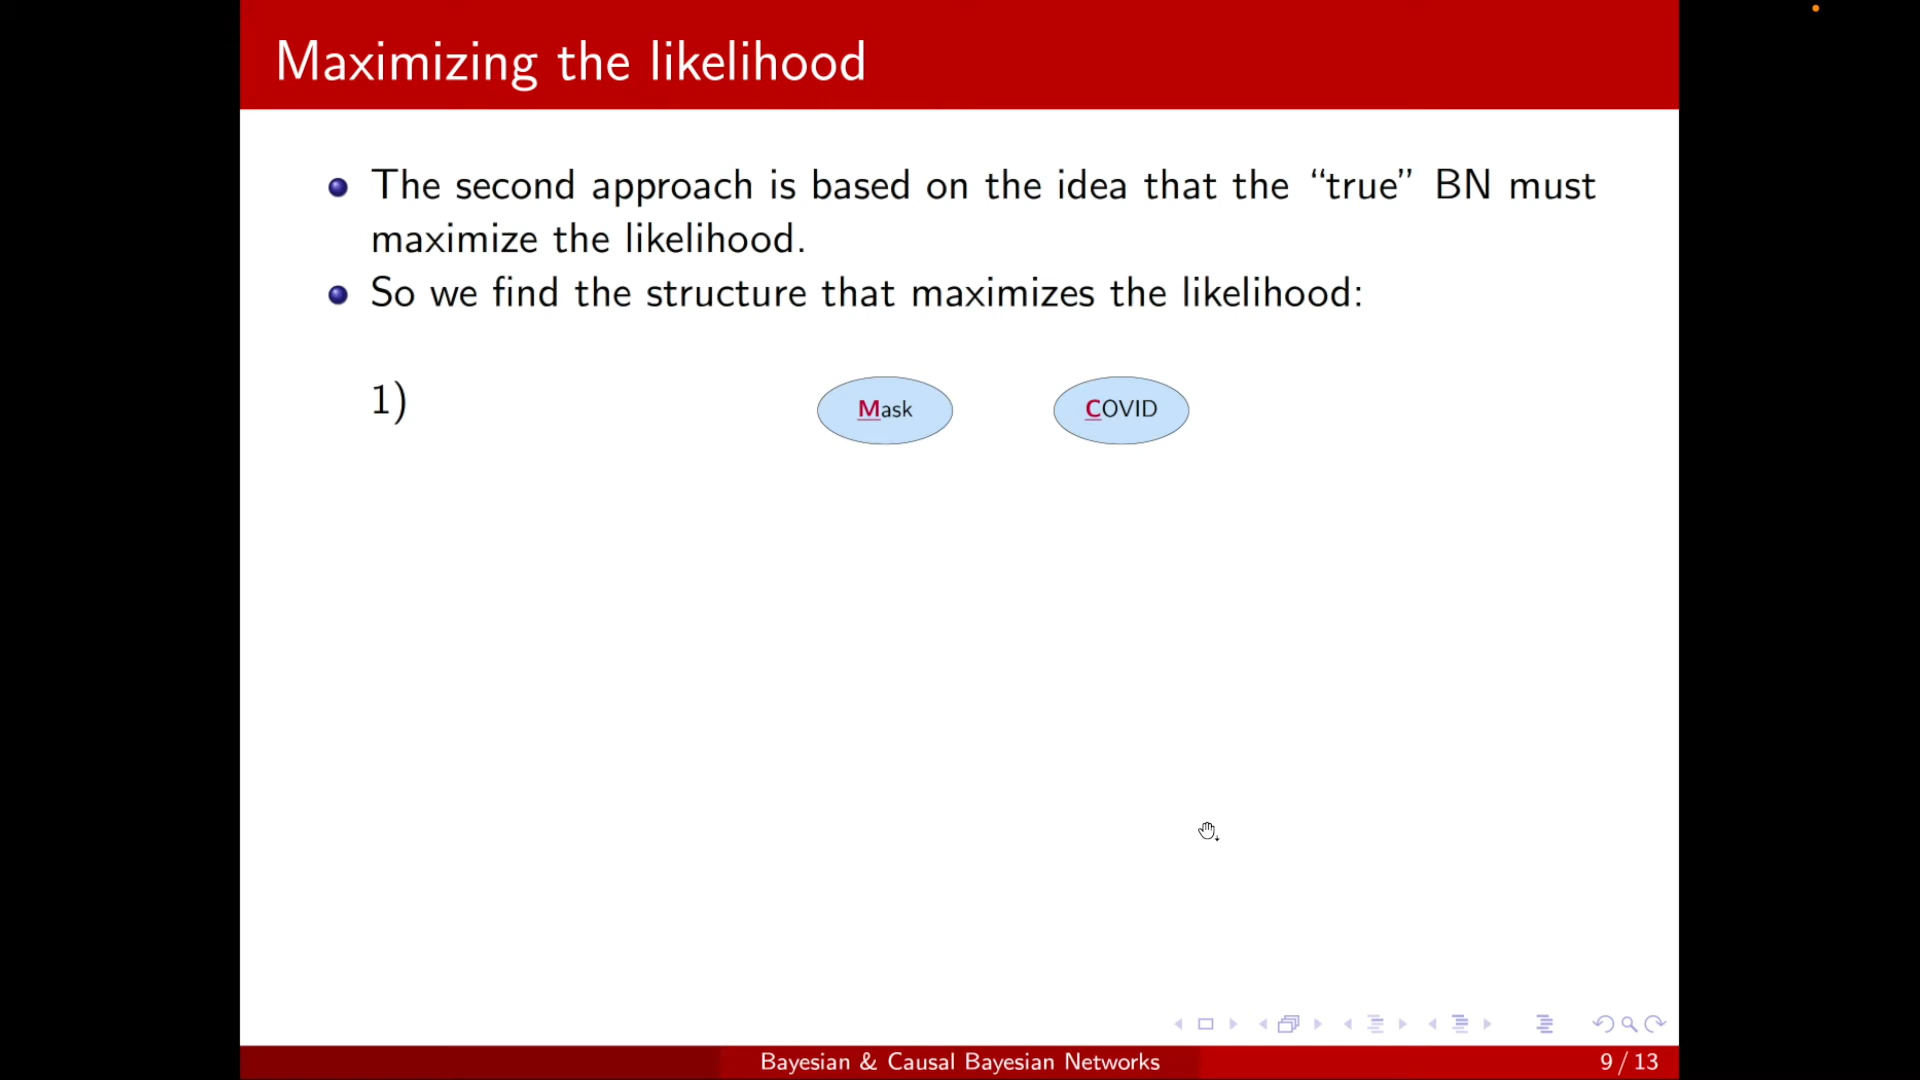 Maximizing the likelihood
The second approach is based on the idea that the “true” BN must
maximize the likelihood.
So we find the structure that maximizes the likelihood:
1)
Mask
COVID
Bayesian & Causal Bayesian Networks
9 / 13